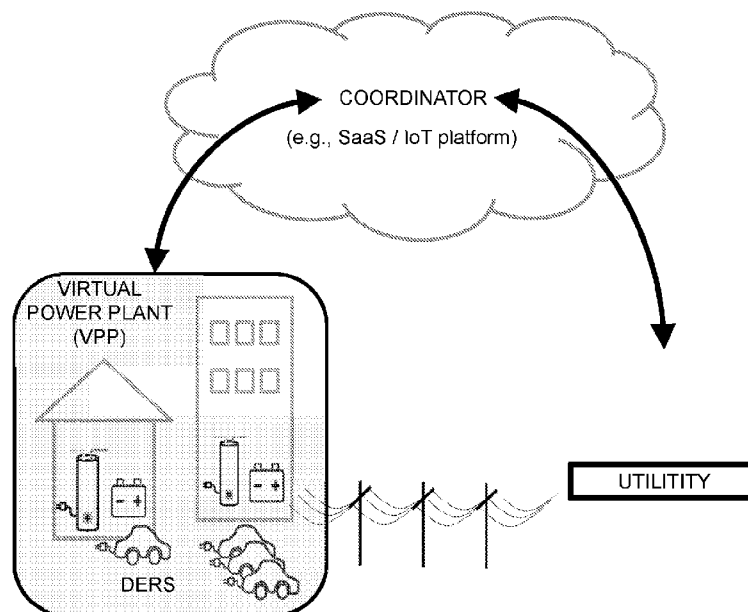 COORDINATOR
(e.g., SaaS / IoT platform)
VIRTUAL
POWER PLANT
(VPP)
UTILITITY
DERS